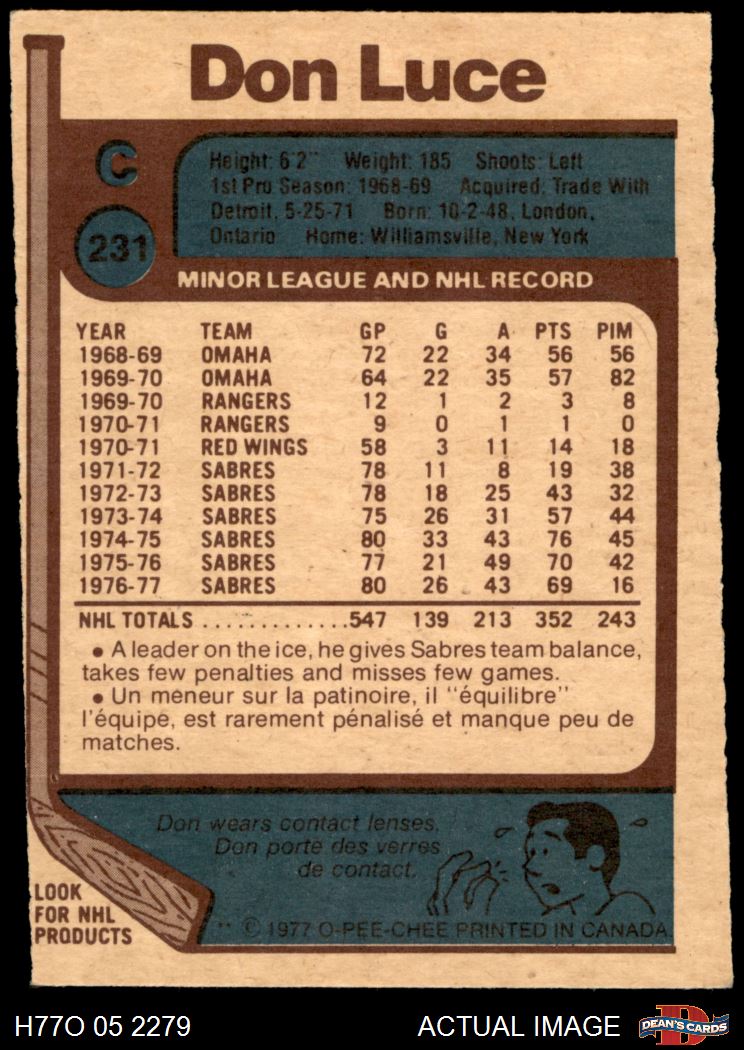 Don Luce
C
231
Height: 6'2" Weight: 185 Shoots: Left
1st Pro Season: 1968-69 Acquired: Trade With
Detroit, 5-25-71 Born: 10-2-48, London,
Ontario Home: Williamsville, New York
MINOR LEAGUE AND NHL RECORD
YEAR TEAM GP G A PTS PIM
1968-69 OMAHA 72 22 34 56 56
1969-70 OMAHA 64 22 35 57 82
1969-70 RANGERS 12 1 2 3 8
1970-71 RANGERS 9 0 1 1 0
1970-71 RED WINGS 58 3 11 14 18
1971-72 SABRES 78 11 8 19 38
1972-73 SABRES 78 18 25 43 32
1973-74 SABRES 75 26 31 57 44
1974-75 SABRES 80 33 43 76 45
1975-76 SABRES 77 21 49 70 42
1976-77 SABRES 80 26 43 69 16
NHL TOTALS .............547 139 213 352 243
• A leader on the ice, he gives Sabres team balance,
takes few penalties and misses few games.
• Un meneur sur la patinoire, il "équilibre"
l'équipe, est rarement pénalisé et manque peu de
matches.
Don wears contact lenses.
Don porte des verres
de contact.
LOOK
FOR NHL
PRODUCTS
** © 1977 O-PEE-CHEE PRINTED IN CANADA
H77O 05 2279 ACTUAL IMAGE
D
DEAN'S CARDS